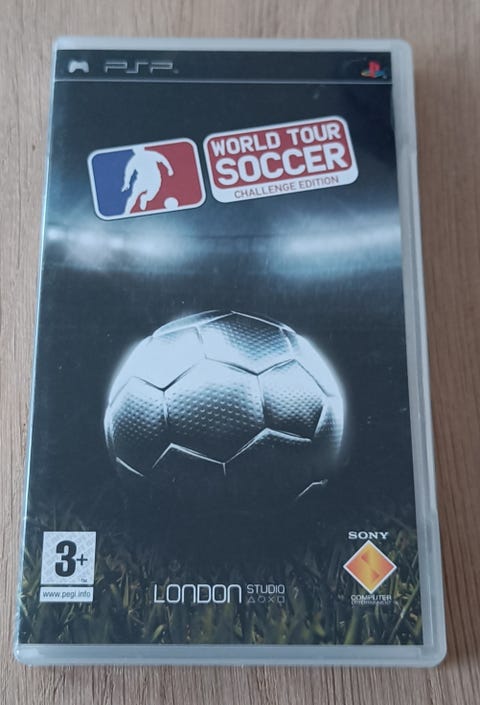 PSP
WORLD TOUR
SOCCER
CHALLENGE EDITION
3+
www.pegi.info
LONDON STUDIO
SONY
COMPUTER
ENTERTAINMENT